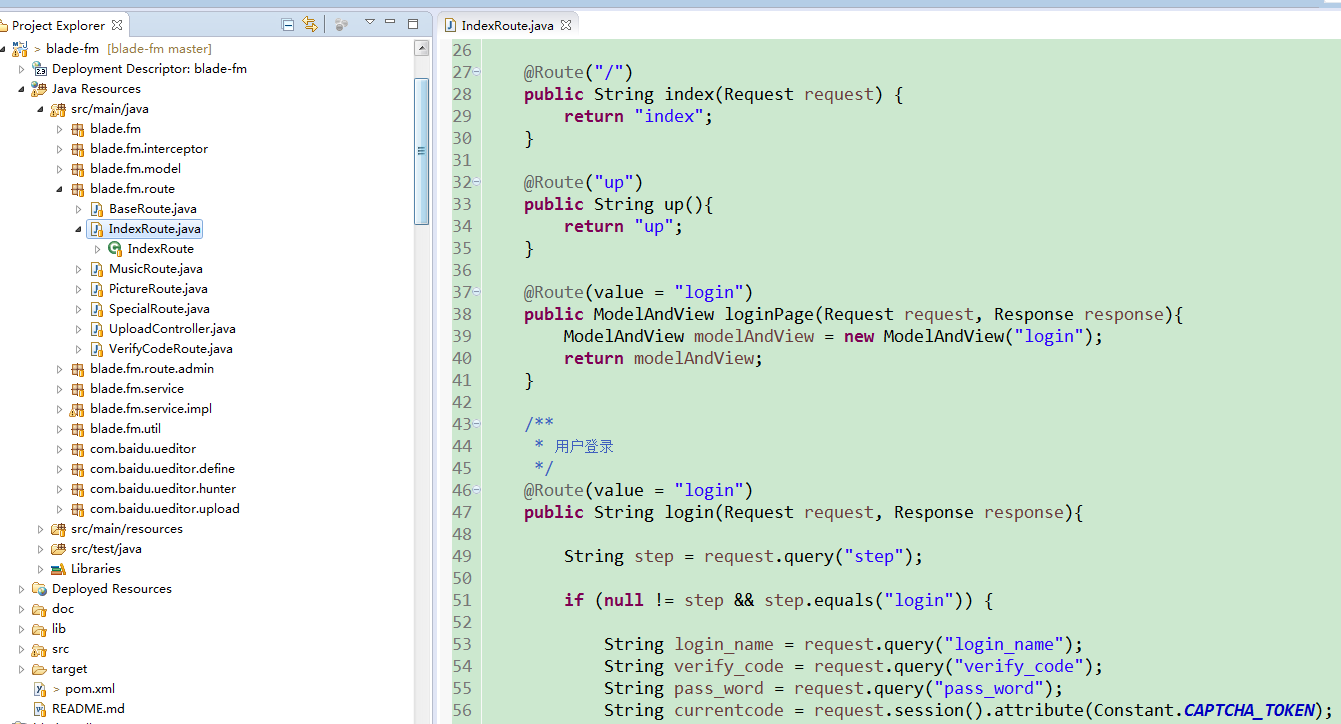 Project Explorer
> blade-fm [blade-fm master]
Deployment Descriptor: blade-fm
Java Resources
src/main/java
blade.fm
blade.fm.interceptor
blade.fm.model
blade.fm.route
BaseRoute.java
IndexRoute.java
IndexRoute
MusicRoute.java
PictureRoute.java
SpecialRoute.java
UploadController.java
VerifyCodeRoute.java
blade.fm.route.admin
blade.fm.service
blade.fm.service.impl
blade.fm.util
com.baidu.ueditor
com.baidu.ueditor.define
com.baidu.ueditor.hunter
com.baidu.ueditor.upload
src/main/resources
src/test/java
Libraries
Deployed Resources
doc
lib
src
target
> pom.xml
README.md
IndexRoute.java
26
27 @Route("/")
28 public String index(Request request) {
29 return "index";
30 }
31
32 @Route("up")
33 public String up(){
34 return "up";
35 }
36
37 @Route(value = "login")
38 public ModelAndView loginPage(Request request, Response response){
39 ModelAndView modelAndView = new ModelAndView("login");
40 return modelAndView;
41 }
42
43 /**
44 * 用户登录
45 */
46 @Route(value = "login")
47 public String login(Request request, Response response){
48
49 String step = request.query("step");
50
51 if (null != step && step.equals("login")) {
52
53 String login_name = request.query("login_name");
54 String verify_code = request.query("verify_code");
55 String pass_word = request.query("pass_word");
56 String currentcode = request.session().attribute(Constant.CAPTCHA_TOKEN);